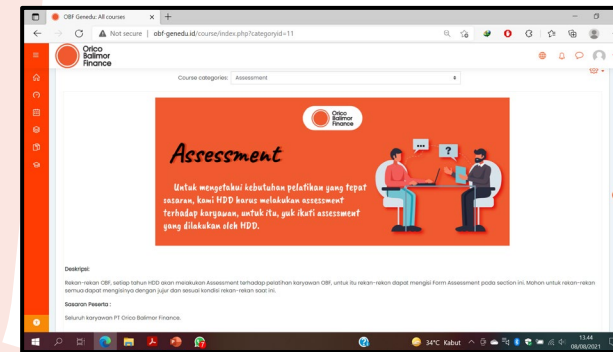 OBF Genedu: All courses
Not secure | obf-genedu.id/course/index.php?categoryid=11
Orico
Balimor
Finance
Course categories: Assessment
Orico
Balimor
Finance
Assessment
Untuk mengetahui kebutuhan pelatihan yang tepat
sasaran, kami HDD harus melakukan assessment
terhadap karyawan, untuk itu, yuk ikuti assessment
yang dilakukan oleh HDD.
... ?
Deskripsi:
Rekan-rekan OBF, setiap tahun HDD akan melakukan Assessment terhadap pelatihan karyawan OBF, untuk itu rekan-rekan dapat mengisi Form Assessment pada section ini. Mohon untuk rekan-rekan
semua dapat mengisinya dengan jujur dan sesuai kondisi rekan-rekan saat ini.
Sasaran Peserta :
Seluruh karyawan PT Orico Balimor Finance.
34°C Kabut
13.44
08/08/2021